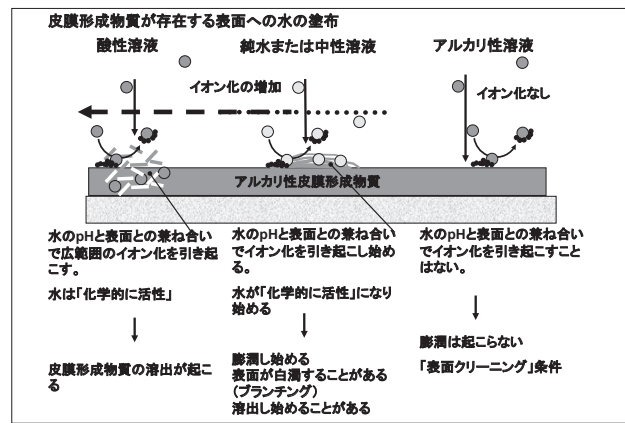 皮膜形成物質が存在する表面への水の塗布
酸性溶液
純水または中性溶液
アルカリ性溶液
イオン化の増加
イオン化なし
アルカリ性皮膜形成物質
水のpHと表面との兼ね合い
で広範囲のイオン化を引き起
こす。
水は「化学的に活性」
皮膜形成物質の溶出が起こ
る
水のpHと表面との兼ね合い
でイオン化を引き起こし始め
る。
水が「化学的に活性」になり
始める
膨潤し始める
表面が白濁することがある
(ブランチング)
溶出し始めることがある
水のpHと表面との兼ね合い
でイオン化を引き起こすこと
はない。
膨潤は起こらない
「表面クリーニング」条件